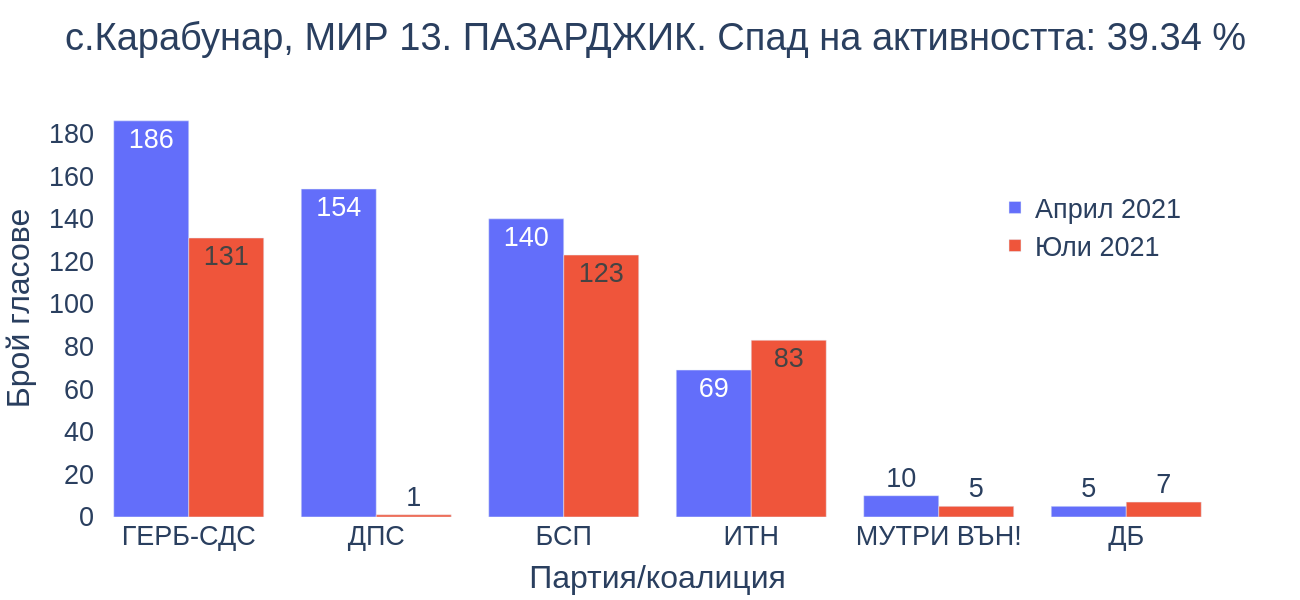 с.Карабунар, МИР 13. ПАЗАРДЖИК. Спад на активността: 39.34 %
Брой гласове
180
160
140
120
100
80
60
40
20
0
186
131
154
1
140
123
69
83
10
5
5
7
Април 2021
Юли 2021
ГЕРБ-СДС
ДПС
БСП
ИТН
МУТРИ ВЪН!
ДБ
Партия/коалиция